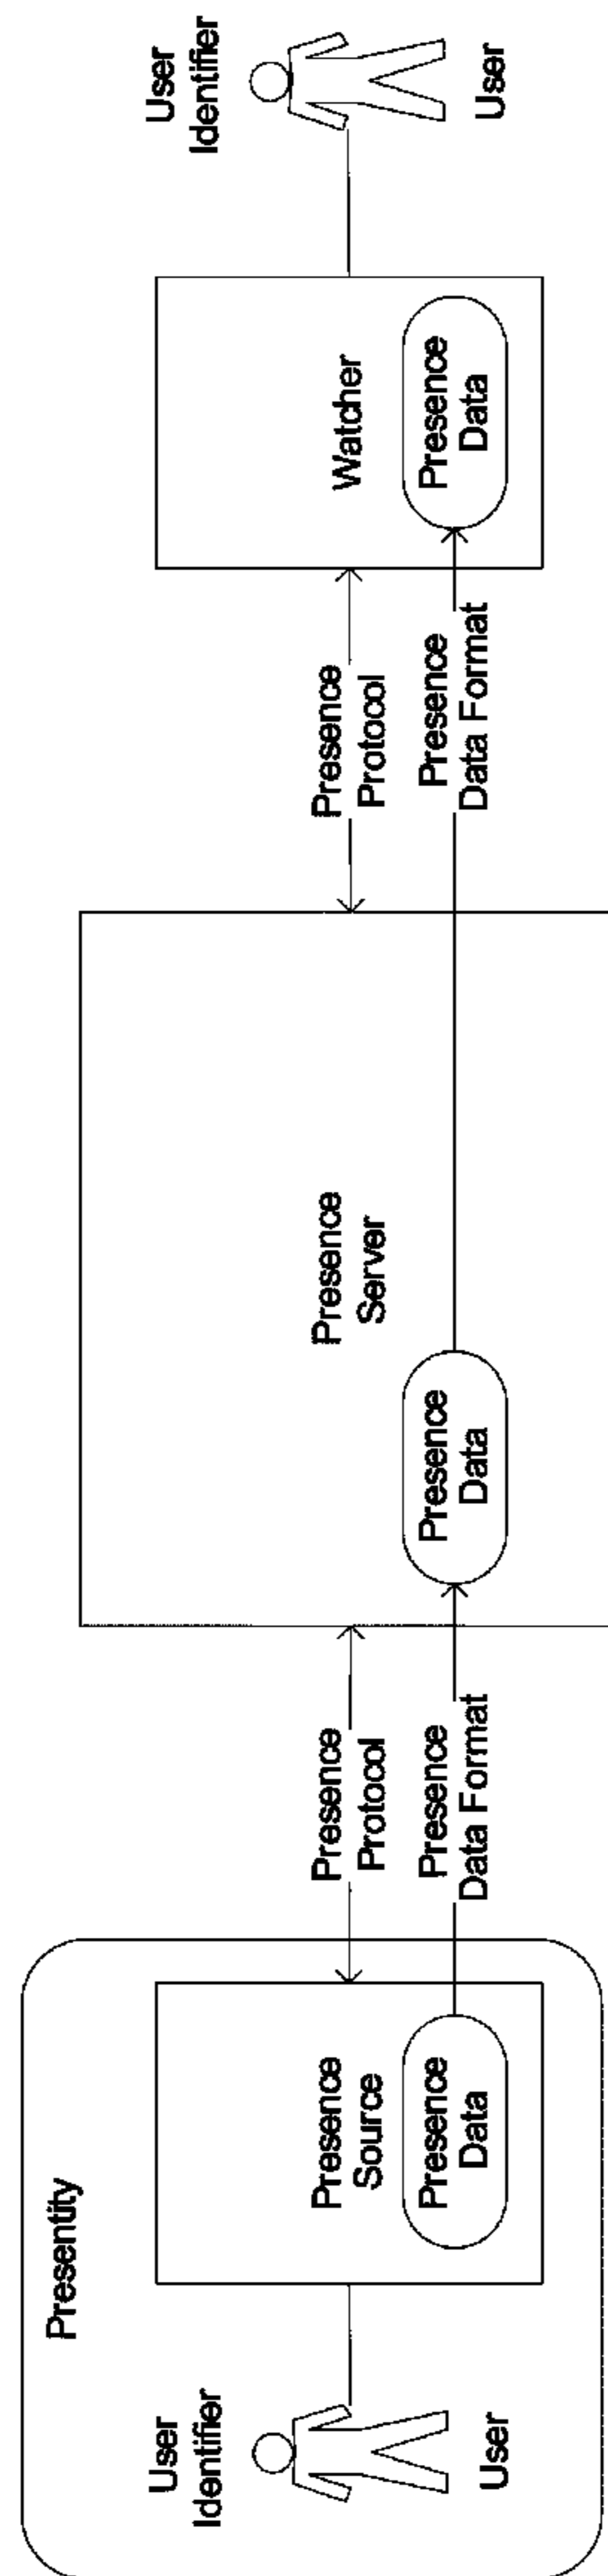 Presentity
User
Identifier
User
Presence
Source
Presence
Data
Presence
Protocol
Presence
Data Format
Presence
Server
Presence
Data
Presence
Protocol
Presence
Data Format
Watcher
Presence
Data
User
Identifier
User